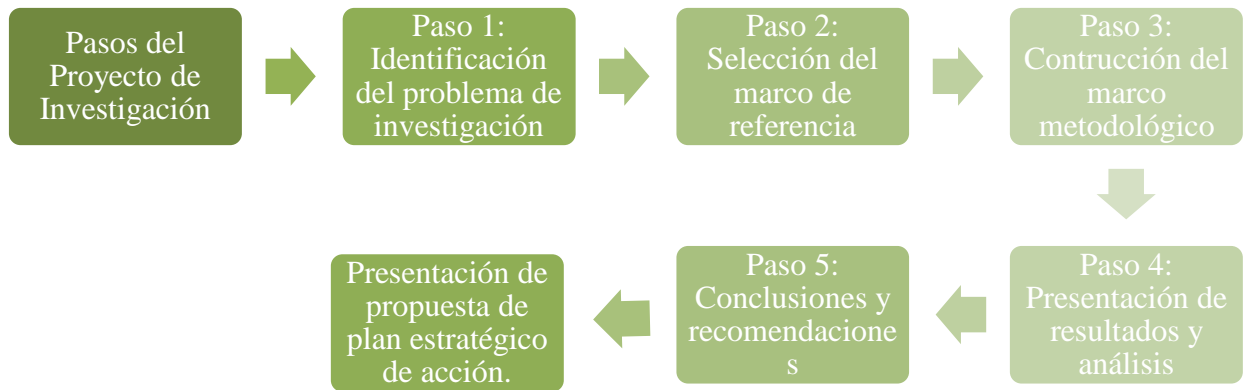 Pasos del
Proyecto de
Investigación
Paso 1:
Identificación
del problema de
investigación
Paso 2:
Selección del
marco de
referencia
Paso 3:
Contrucción del
marco
metodológico
Paso 4:
Presentación de
resultados y
análisis
Paso 5:
Conclusiones y
recomendacione
s
Presentación de
propuesta de
plan estratégico
de acción.